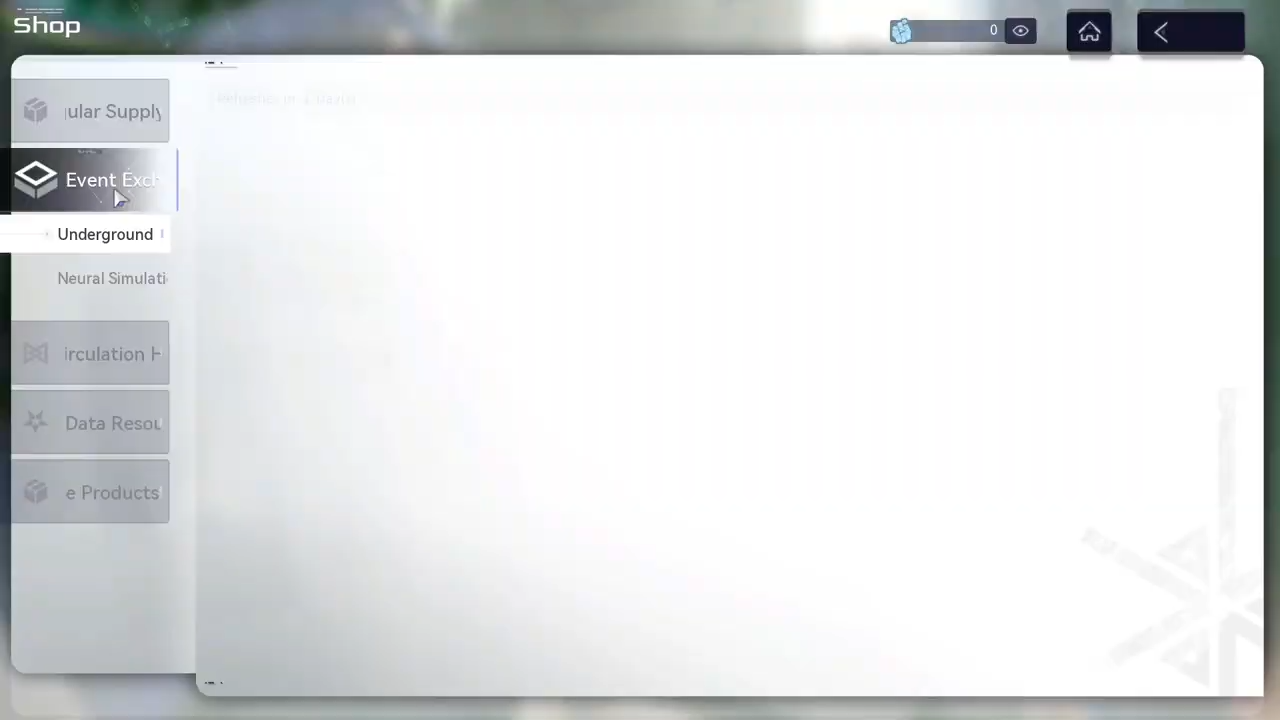 Shop
0
ular Supply
Event Exch
Underground
Neural Simulati
irculation H
Data Resou
e Products